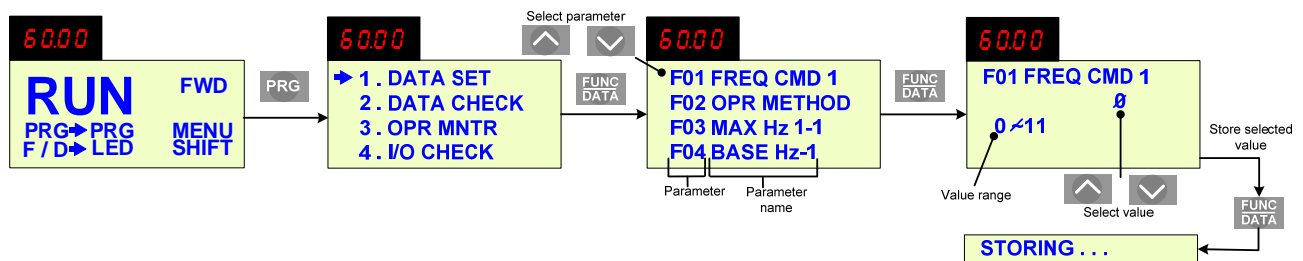 60.00
RUN FWD
PRG➔PRG MENU
F / D➔LED SHIFT
PRG
60.00
➔ 1 . DATA SET
2 . DATA CHECK
3 . OPR MNTR
4 . I/O CHECK
FUNC
DATA
Select parameter
60.00
F01 FREQ CMD 1
F02 OPR METHOD
F03 MAX Hz 1-1
F04 BASE Hz-1
Parameter
Parameter
name
FUNC
DATA
60.00
F01 FREQ CMD 1
0
0 ~11
Value range
Select value
Store selected
value
FUNC
DATA
STORING . . .